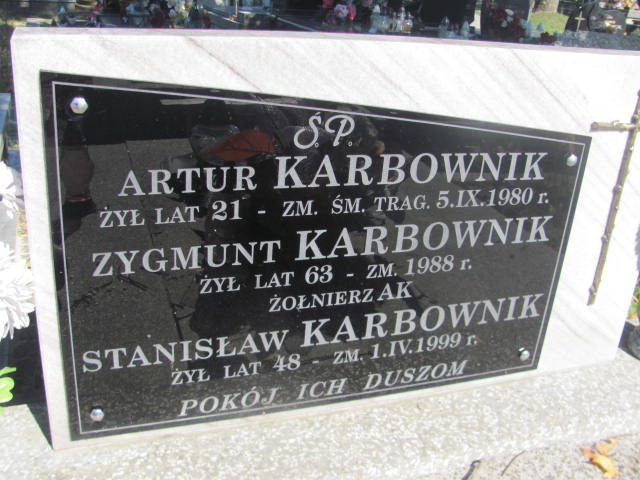 Ś.P.
ARTUR KARBOWNIK
ŻYŁ LAT 21 - ZM. ŚM. TRAG. 5.IX.1980 r.
ZYGMUNT KARBOWNIK
ŻYŁ LAT 63 - ZM. 1988 r.
ŻOŁNIERZ AK
STANISŁAW KARBOWNIK
ŻYŁ LAT 48 - ZM. 1.IV.1999 r.
POKÓJ ICH DUSZOM